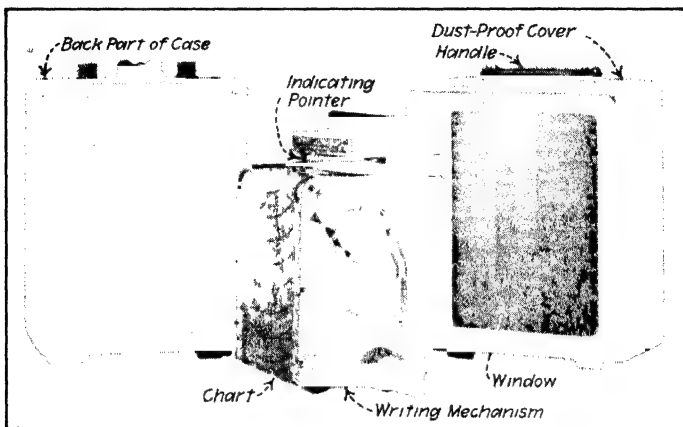 Back Part of Case
Dust-Proof Cover
Handle
Indicating
Pointer
Chart
Writing Mechanism
Window